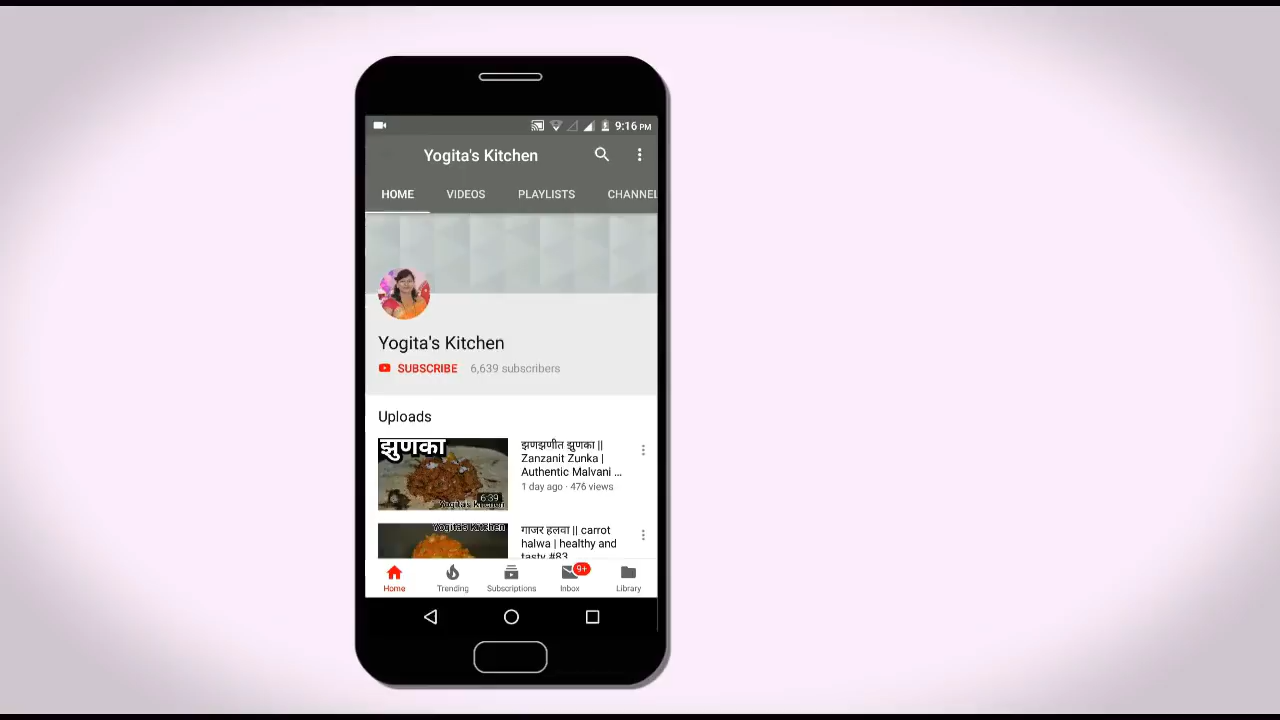 9:16 PM
Yogita's Kitchen
HOME VIDEOS PLAYLISTS CHANNEL
Yogita's Kitchen
SUBSCRIBE 6,639 subscribers
Uploads
झुणका
6:39
Yogita's kitchen
झणझणीत झुणका ||
Zanzanit Zunka |
Authentic Malvani ...
1 day ago · 476 views
Yogita's kitchen
गाजर हलवा || carrot
halwa | healthy and
tasty #83
9+
Home Trending Subscriptions Inbox Library